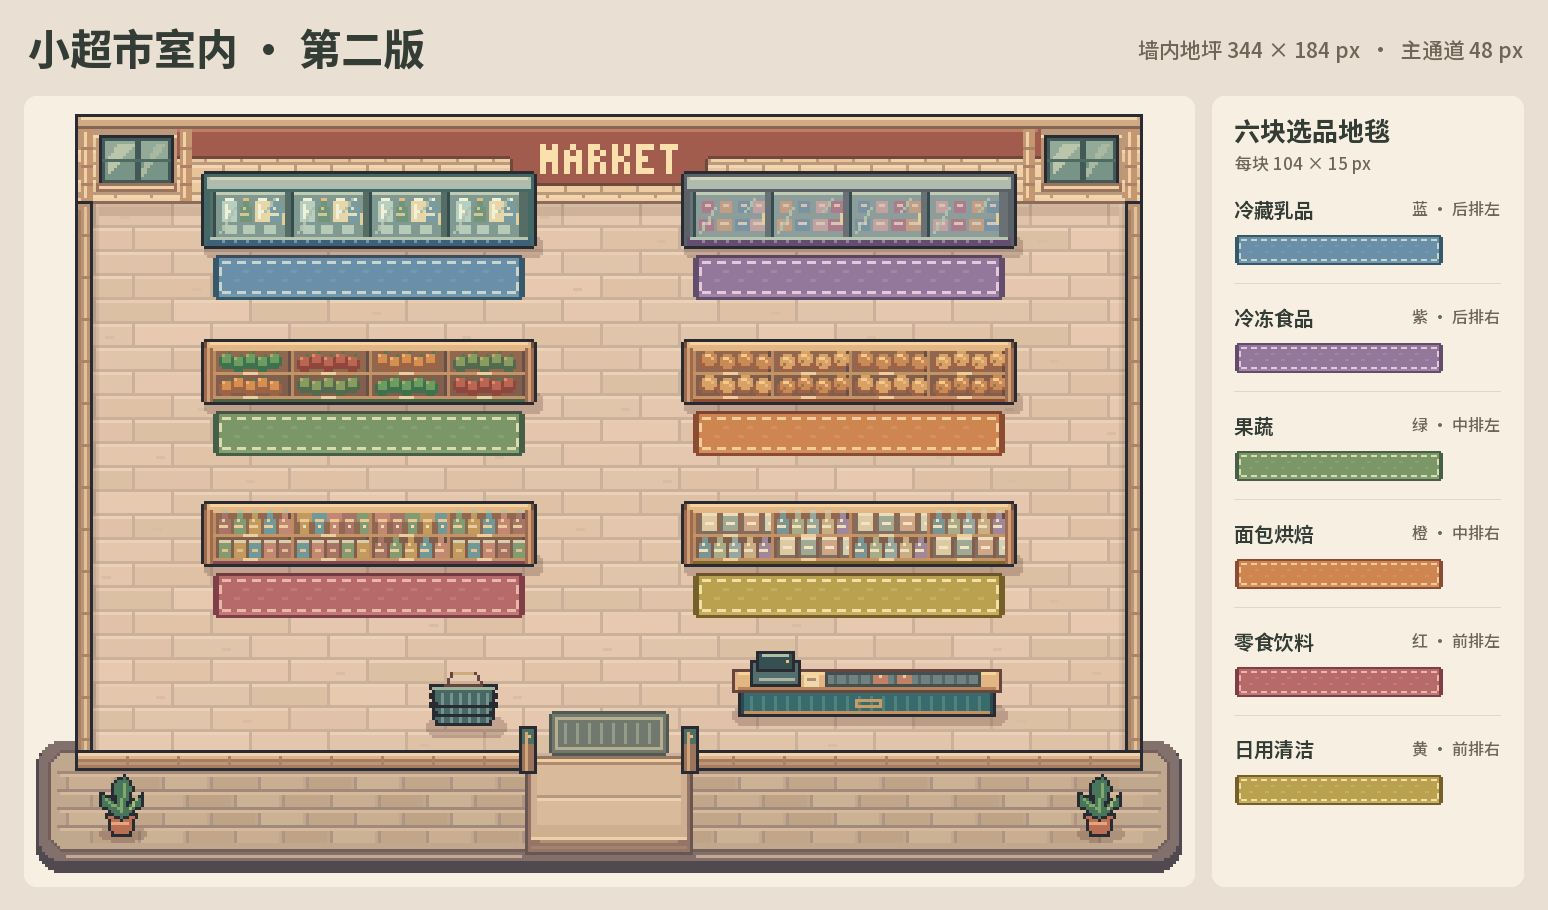 小超市室内 • 第二版
墙内地坪 344 × 184 px • 主通道 48 px
MARKET
六块选品地毯
每块 104 × 15 px
冷藏乳品 蓝 • 后排左
冷冻食品 紫 • 后排右
果蔬 绿 • 中排左
面包烘焙 橙 • 中排右
零食饮料 红 • 前排左
日用清洁 黄 • 前排右